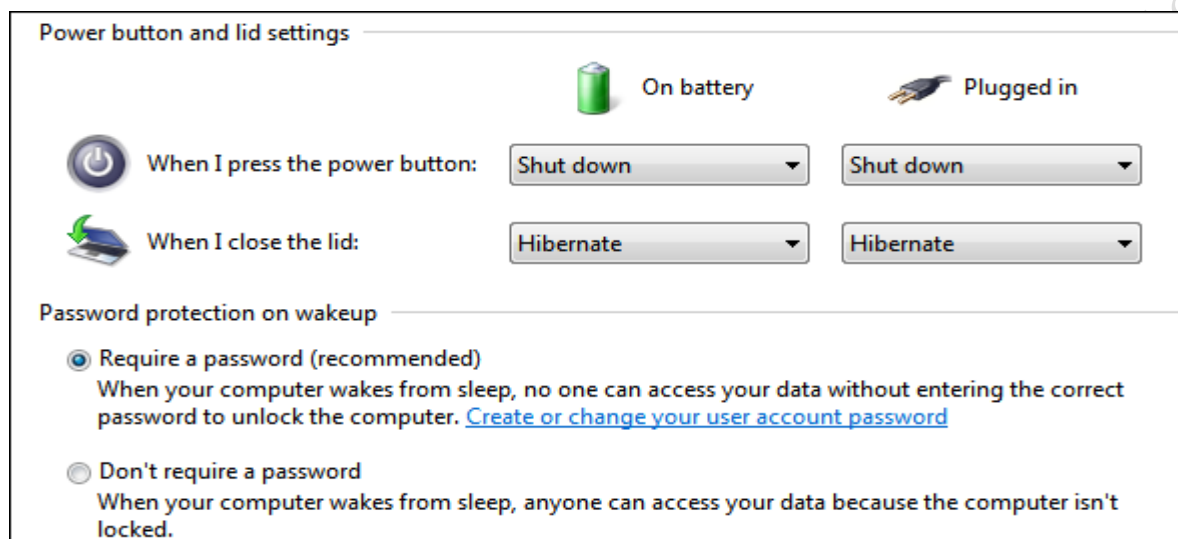 Power button and lid settings
On battery
Plugged in
When I press the power button:
Shut down
Shut down
When I close the lid:
Hibernate
Hibernate
Password protection on wakeup
Require a password (recommended)
When your computer wakes from sleep, no one can access your data without entering the correct
password to unlock the computer. Create or change your user account password
Don't require a password
When your computer wakes from sleep, anyone can access your data because the computer isn't
locked.